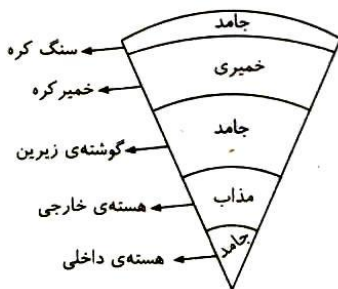 جامد
سنگ کره
خمیری
خمیرکره
جامد
گوشته‌ی زیرین
مذاب
هسته‌ی خارجی
جامد
هسته‌ی داخلی